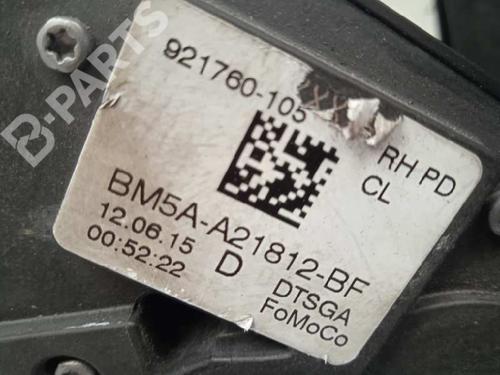 921760-105
RH PD
CL
BM5A-A21812-BF
12.06.15
D
DTSGA
00:52:22
FoMoCo
B-PARTS